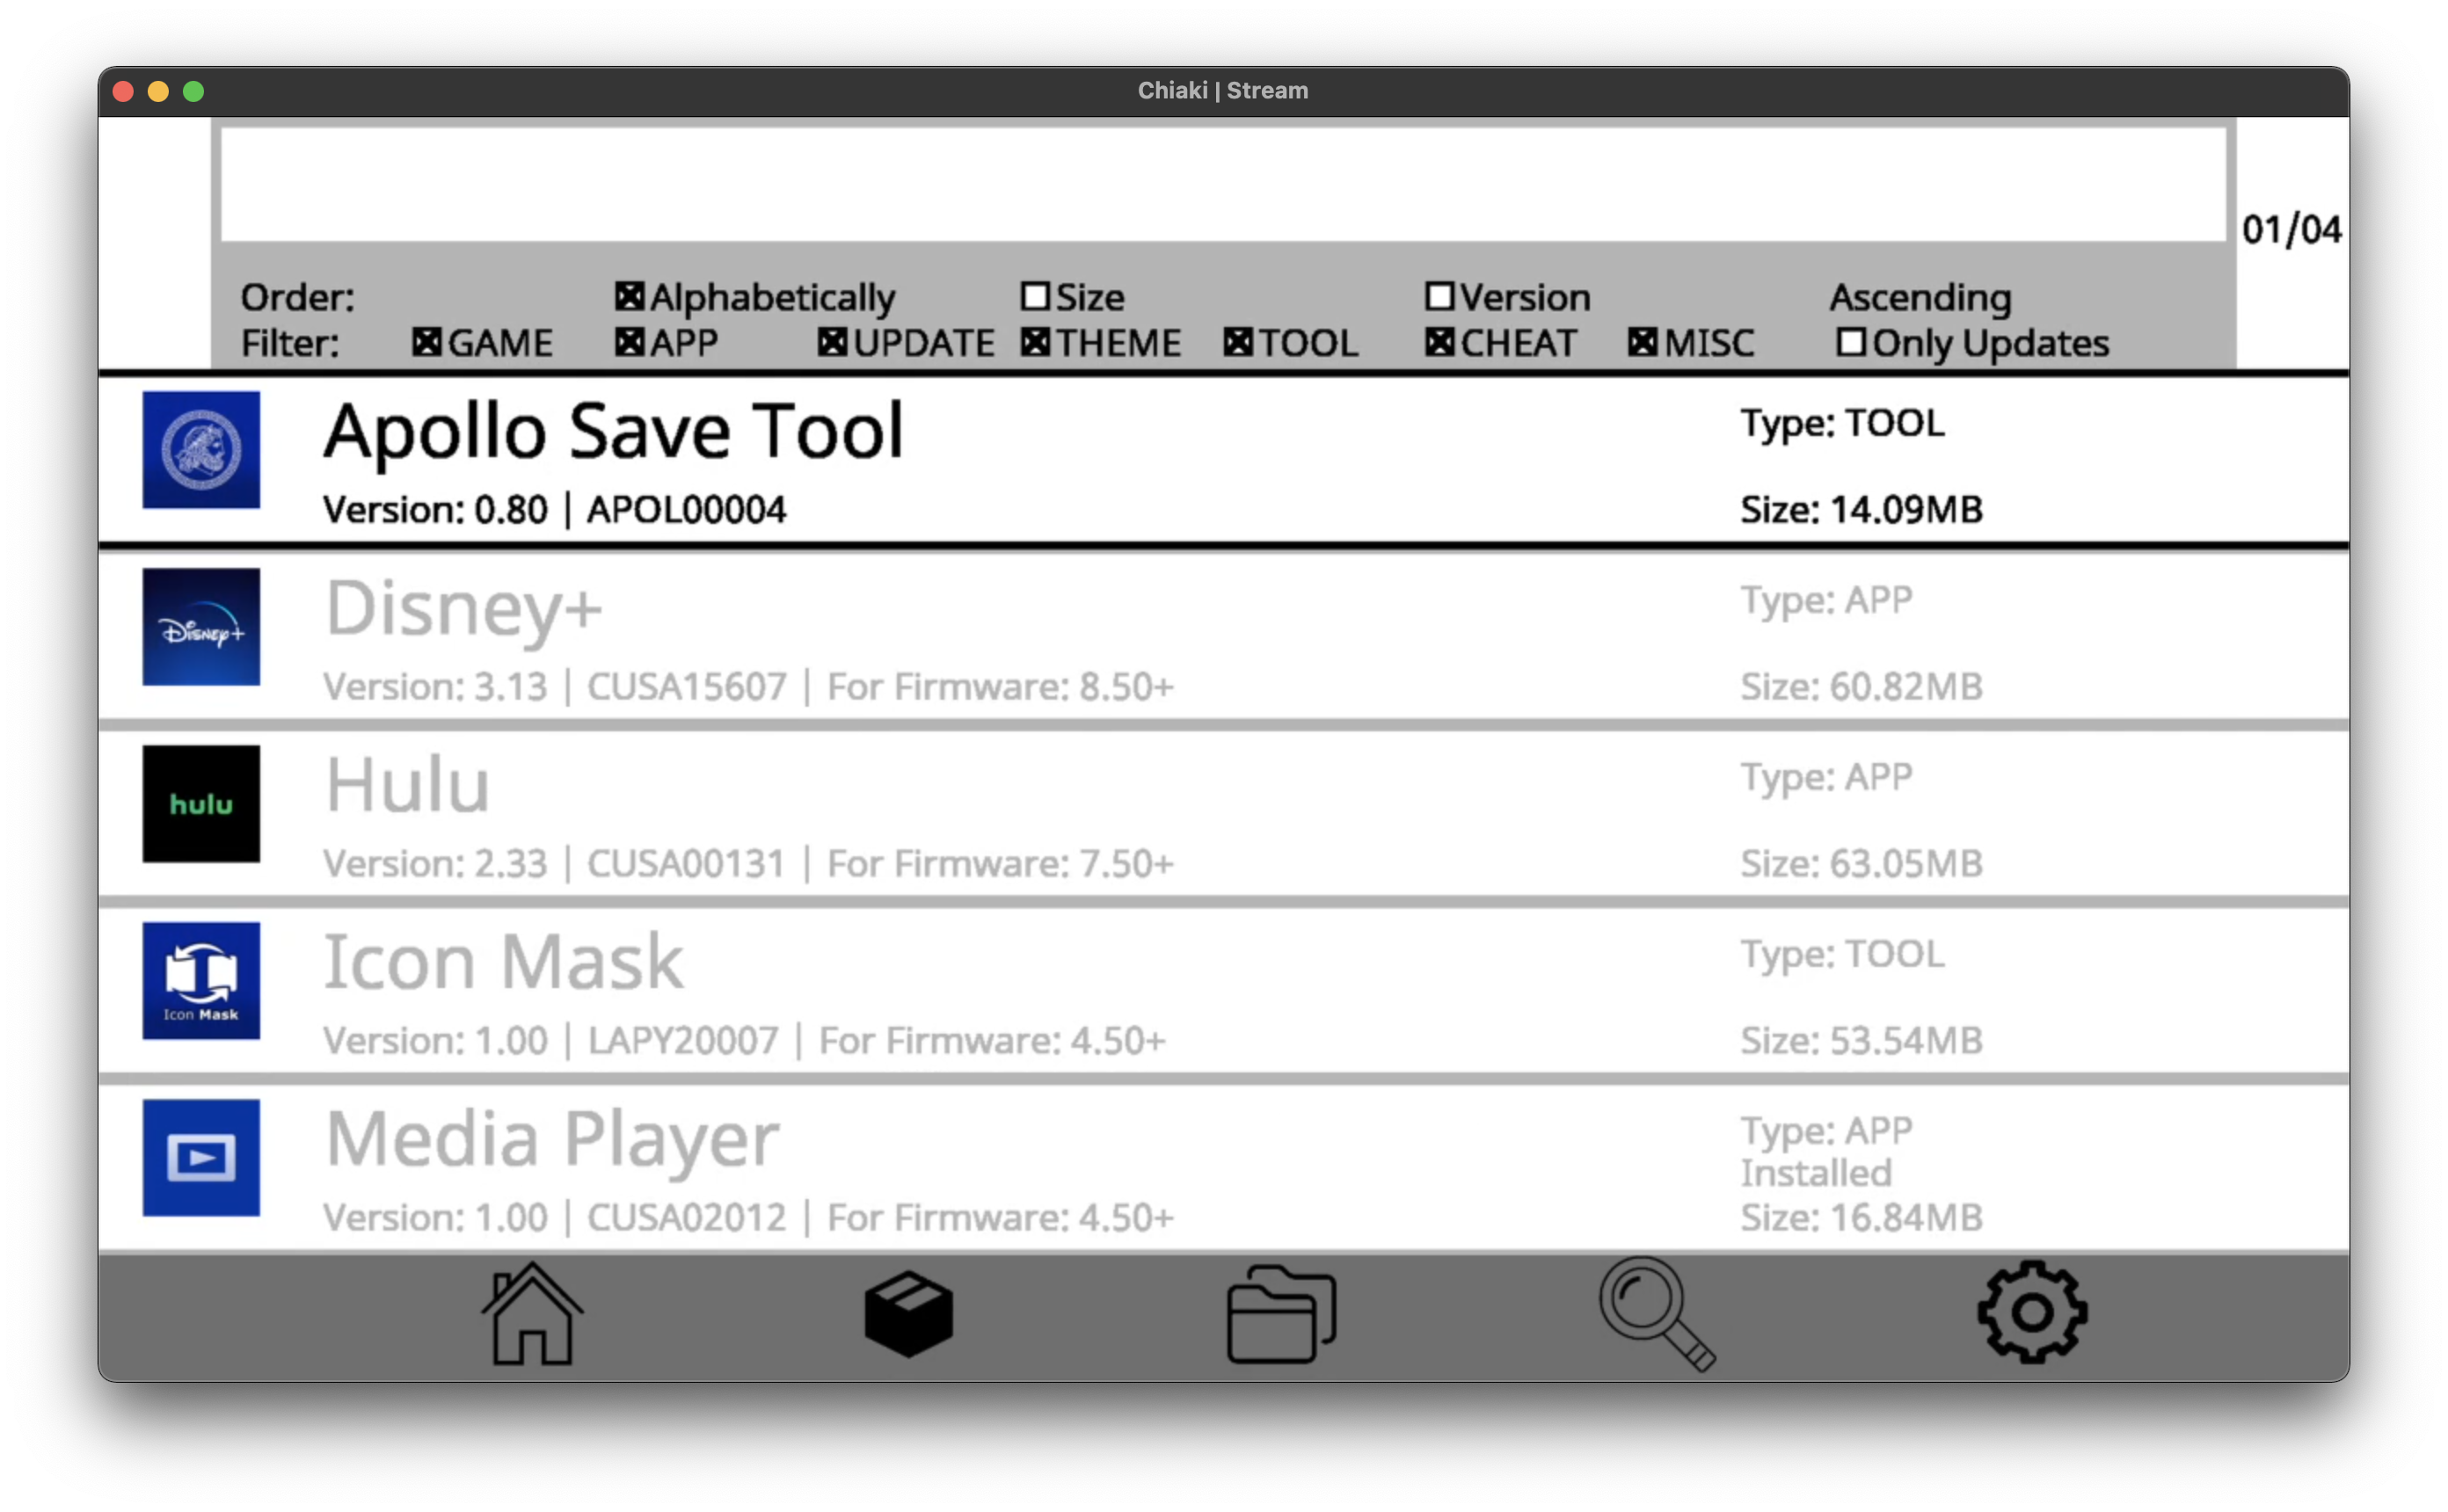 Chiaki | Stream
01/04
Order: Alphabetically Size Version Ascending
Filter: GAME APP UPDATE THEME TOOL CHEAT MISC Only Updates
Apollo Save Tool
Type: TOOL
Version: 0.80 | APOL00004
Size: 14.09MB
Disney+
Disney+
Type: APP
Version: 3.13 | CUSA15607 | For Firmware: 8.50+
Size: 60.82MB
hulu
Hulu
Type: APP
Version: 2.33 | CUSA00131 | For Firmware: 7.50+
Size: 63.05MB
Icon Mask
Icon Mask
Type: TOOL
Version: 1.00 | LAPY20007 | For Firmware: 4.50+
Size: 53.54MB
Media Player
Type: APP
Installed
Version: 1.00 | CUSA02012 | For Firmware: 4.50+
Size: 16.84MB